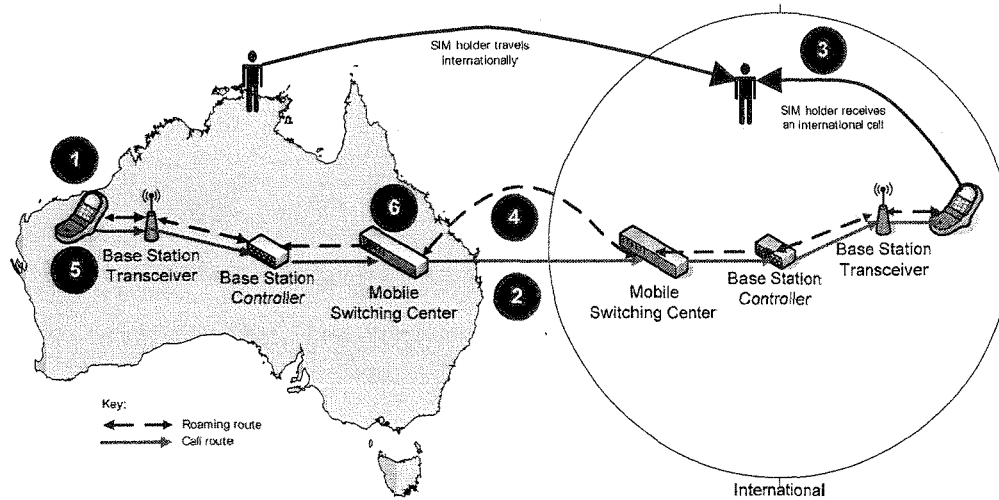 SIM holder travels
internationally
3
SIM holder receives
an international call
1
6
4
5
Base Station
Transceiver
Base Station
Controller
Mobile
Switching Center
2
Mobile
Switching Center
Base Station
Controller
Base Station
Transceiver
Key:
Roaming route
Call route
International